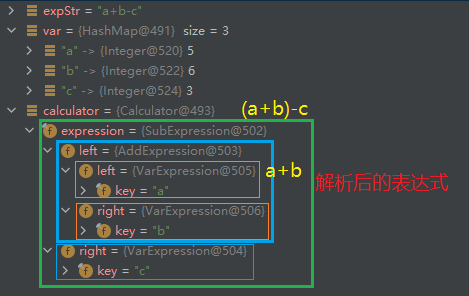 expStr = "a+b-c"
var = {HashMap@491} size = 3
"a" -> {Integer@520} 5
"b" -> {Integer@522} 6
"c" -> {Integer@524} 3
calculator = {Calculator@493} (a+b)-c
f expression = {SubExpression@502}
f left = {AddExpression@503}
f left = {VarExpression@505} a+b
f key = "a"
解析后的表达式
f right = {VarExpression@506}
f key = "b"
f right = {VarExpression@504}
f key = "c"